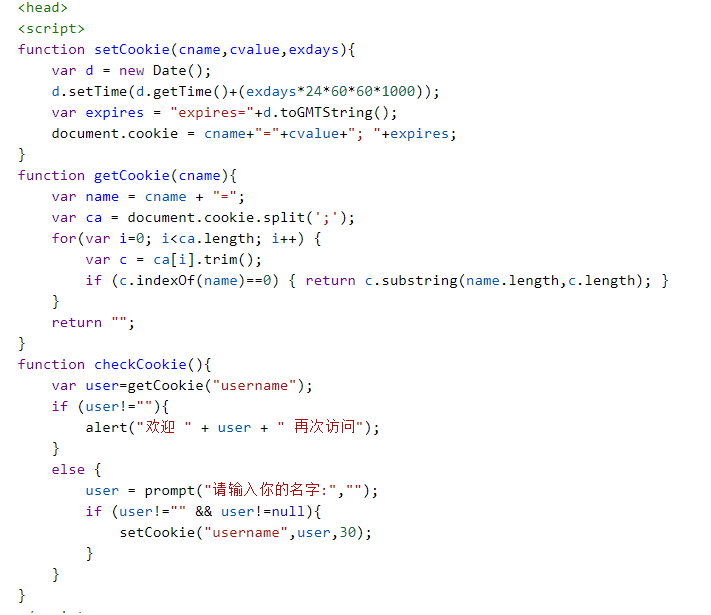 <head>
<script>
function setCookie(cname,cvalue,exdays){
    var d = new Date();
    d.setTime(d.getTime()+(exdays*24*60*60*1000));
    var expires = "expires="+d.toGMTString();
    document.cookie = cname+"="+cvalue+"; "+expires;
}
function getCookie(cname){
    var name = cname + "=";
    var ca = document.cookie.split(';');
    for(var i=0; i<ca.length; i++) {
        var c = ca[i].trim();
        if (c.indexOf(name)==0) { return c.substring(name.length,c.length); }
    }
    return "";
}
function checkCookie(){
    var user=getCookie("username");
    if (user!=""){
        alert("欢迎 " + user + " 再次访问");
    }
    else {
        user = prompt("请输入你的名字:","");
        if (user!="" && user!=null){
            setCookie("username",user,30);
        }
    }
}